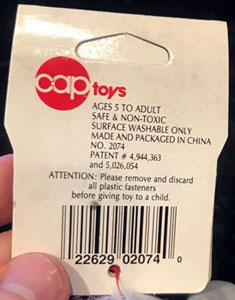 cap toys
AGES 5 TO ADULT
SAFE & NON-TOXIC
SURFACE WASHABLE ONLY
MADE AND PACKAGED IN CHINA
NO. 2074
PATENT # 4,944,363
and 5,026,054
ATTENTION: Please remove and discard
all plastic fasteners
before giving toy to a child.
22629 02074 0